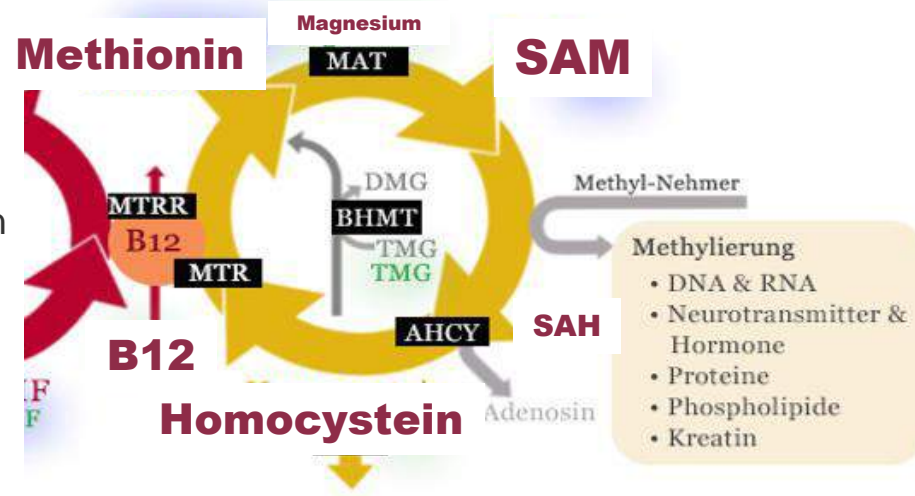 Magnesium
Methionin
MAT
SAM
DMG
Methyl-Nehmer
MTRR
BHMT
B12
TMG
MTR
TMG
Methylierung
• DNA & RNA
• Neurotransmitter &
Hormone
• Proteine
• Phospholipide
• Kreatin
AHCY
SAH
B12
Homocystein
Adenosin